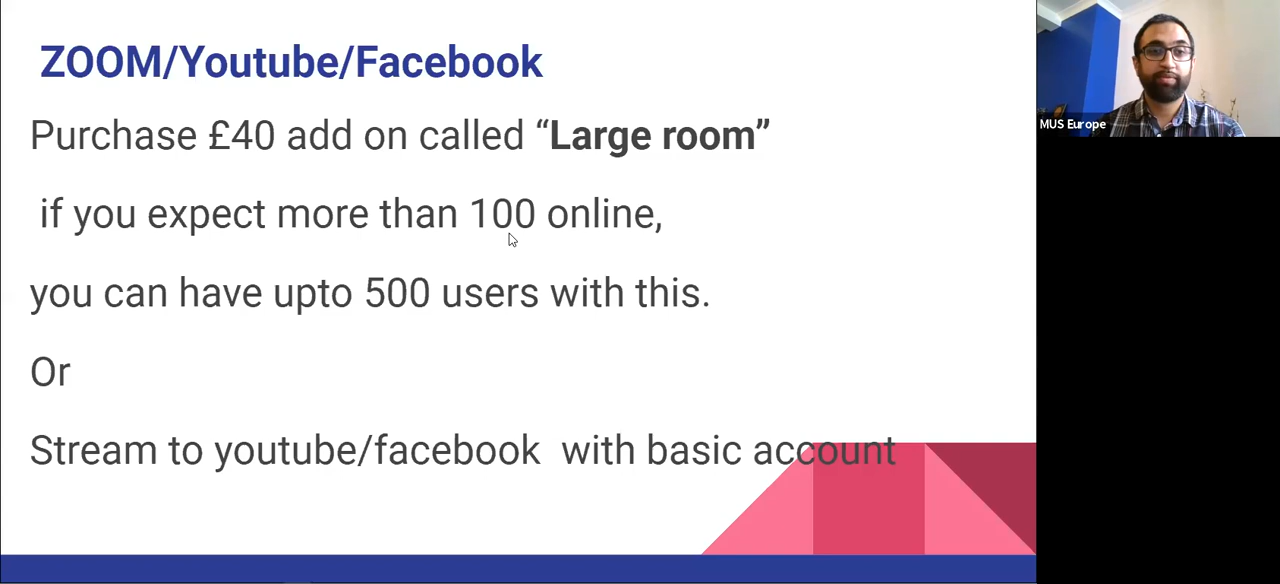 ZOOM/Youtube/Facebook
Purchase £40 add on called “Large room”
if you expect more than 100 online,
you can have upto 500 users with this.
Or
Stream to youtube/facebook  with basic account
MUS Europe